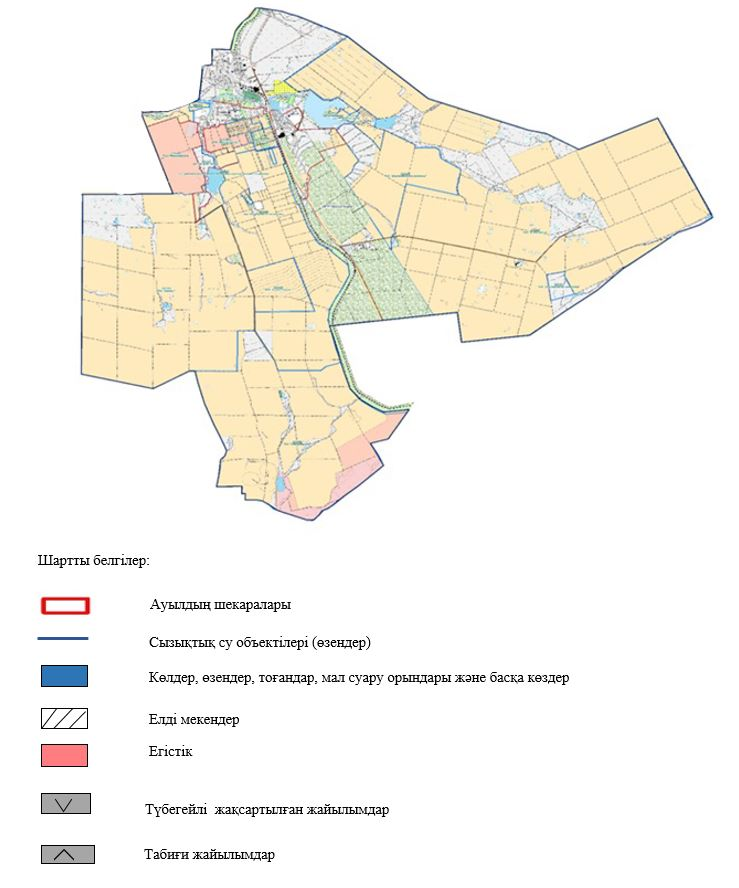 Шартты белгілер:
Ауылдың шекаралары
Сызықтық су объектілері (өзендер)
Көлдер, өзендер, тоғандар, мал суару орындары және басқа көздер
Елді мекендер
Егістік
Түбегейлі жақсартылған жайылымдар
Табиғи жайылымдар